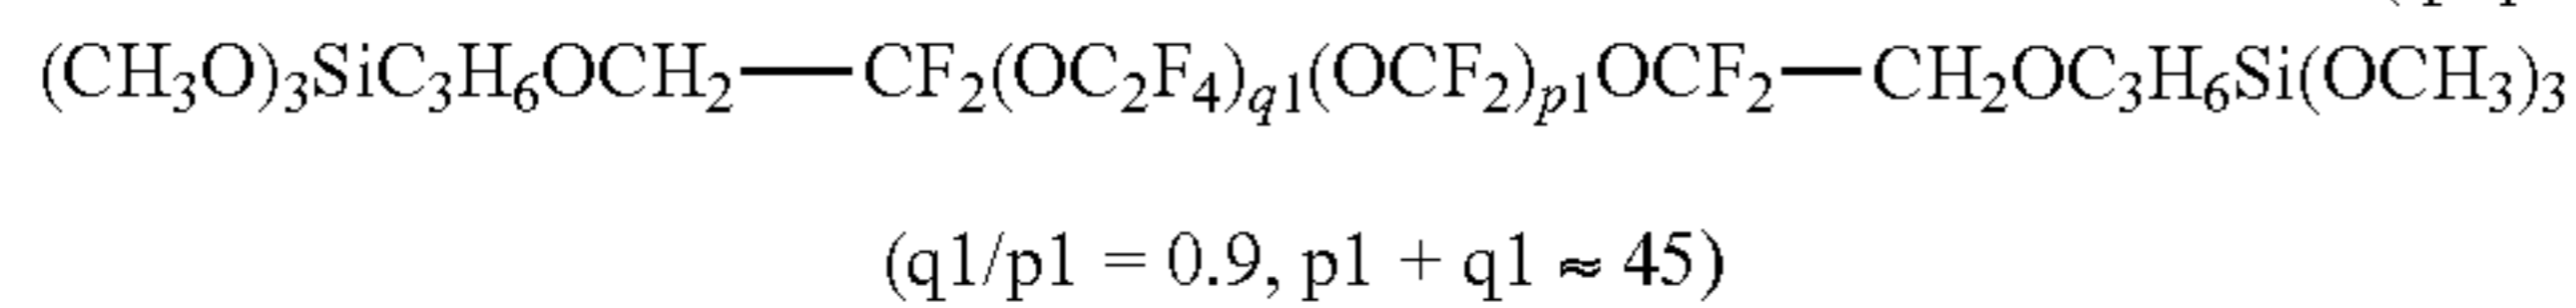 (CH₃O)₃SiC₃H₆OCH₂—CF₂(OC₂F₄)q1(OCF₂)p1OCF₂—CH₂OC₃H₆Si(OCH₃)₃
(q1/p1 = 0.9, p1 + q1 ≈ 45)